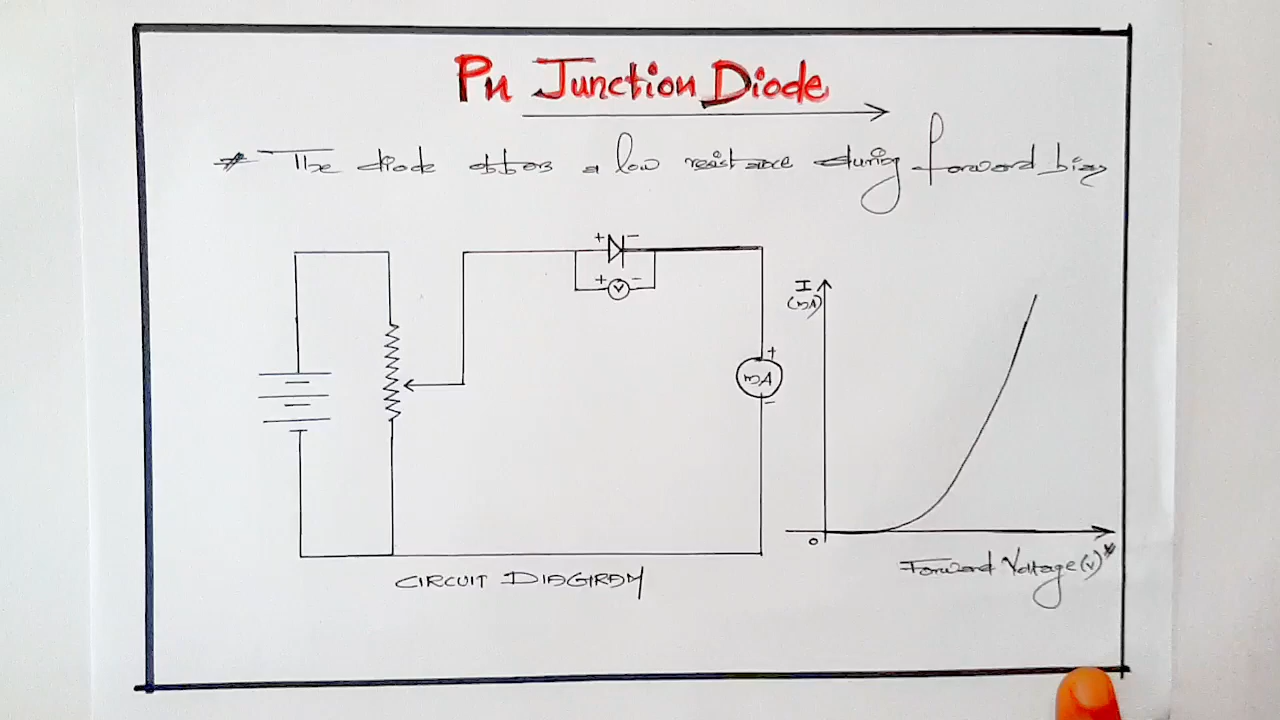 Pn Junction Diode
* The diode offers a low resistance during forward bias
+ −
+ V −
I
(mA)
+
mA
−
0
Forward Voltage (v)*
CIRCUIT DIAGRAM